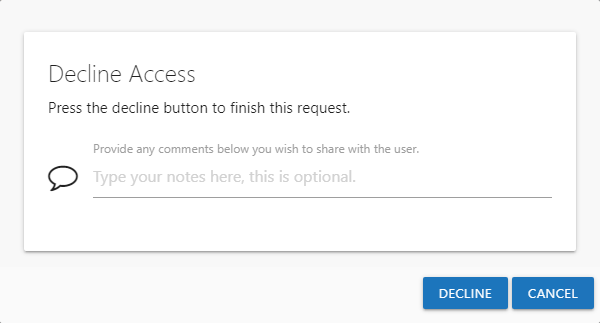 Decline Access
Press the decline button to finish this request.
Provide any comments below you wish to share with the user.
Type your notes here, this is optional.
DECLINE
CANCEL